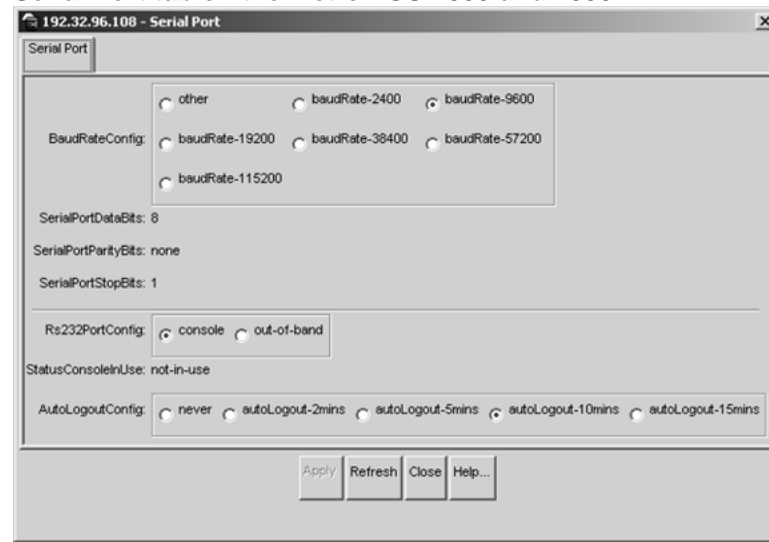 192.32.96.108 - Serial Port
Serial Port
other baudRate-2400 baudRate-9600
BaudRateConfig: baudRate-19200 baudRate-38400 baudRate-57200
baudRate-115200
SerialPortDataBits: 8
SerialPortParityBits: none
SerialPortStopBits: 1
Rs232PortConfig: console out-of-band
StatusConsoleInUse: not-in-use
AutoLogoutConfig: never autoLogout-2mins autoLogout-5mins autoLogout-10mins autoLogout-15mins
Apply Refresh Close Help...